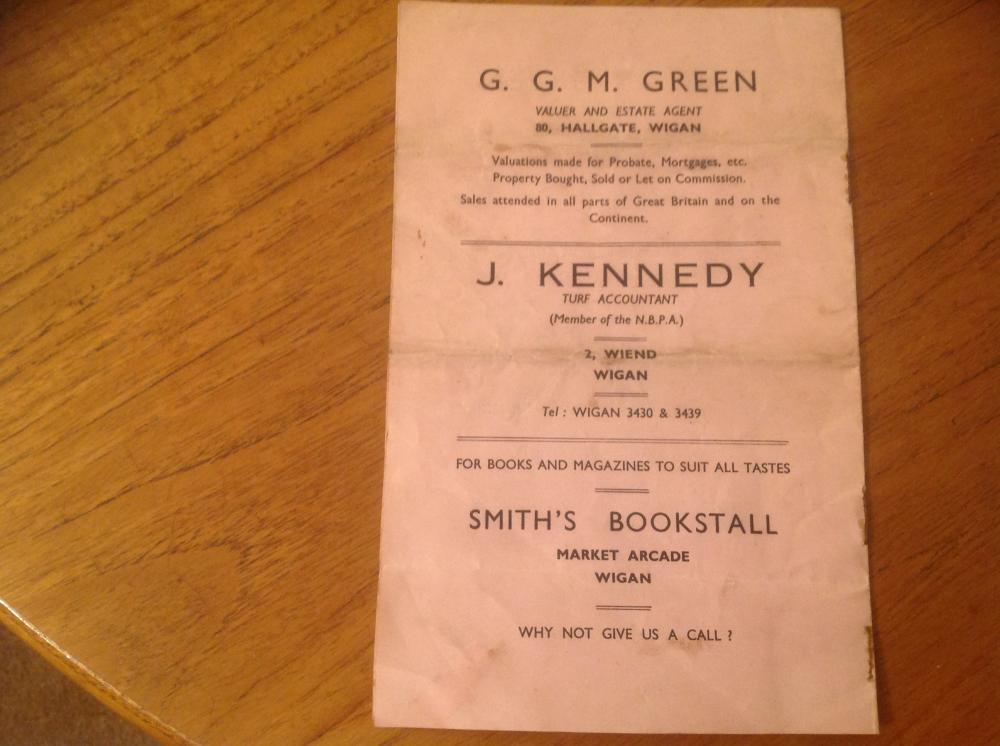 G. G. M. GREEN
VALUER AND ESTATE AGENT
80, HALLGATE, WIGAN
Valuations made for Probate, Mortgages, etc.
Property Bought, Sold or Let on Commission.
Sales attended in all parts of Great Britain and on the
Continent.
J. KENNEDY
TURF ACCOUNTANT
(Member of the N.B.P.A.)
2, WIEND
WIGAN
Tel : WIGAN 3430 & 3439
FOR BOOKS AND MAGAZINES TO SUIT ALL TASTES
SMITH'S BOOKSTALL
MARKET ARCADE
WIGAN
WHY NOT GIVE US A CALL ?